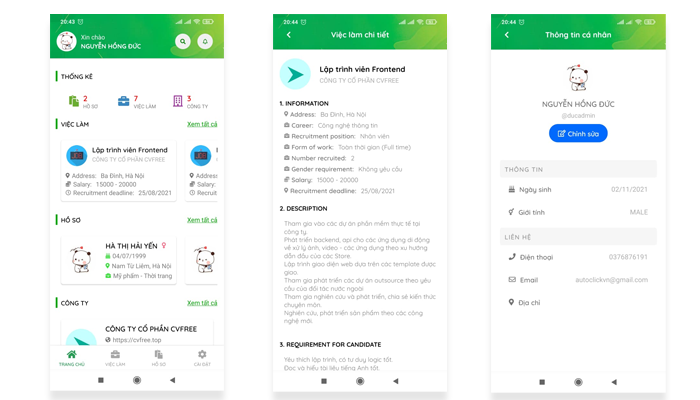 20:43
Xin chào
NGUYỄN HỒNG ĐỨC
THỐNG KÊ
2
HỒ SƠ
7
VIỆC LÀM
3
CÔNG TY
VIỆC LÀM
Xem tất cả
Lập trình viên Frontend
CÔNG TY CỔ PHẦN CVFREE
Address: Ba Đình, Hà Nội
Salary: 15000 - 20000
Recruitment deadline: 25/08/2021
HỒ SƠ
Xem tất cả
HÀ THỊ HẢI YẾN
04/07/1999
Nam Từ Liêm, Hà Nội
Mỹ phẩm - Thời trang
CÔNG TY
Xem tất cả
CÔNG TY CỔ PHẦN CVFREE
https://cvfree.top
TRANG CHỦ
VIỆC LÀM
HỒ SƠ
CÀI ĐẶT
20:44
Việc làm chi tiết
Lập trình viên Frontend
CÔNG TY CỔ PHẦN CVFREE
1. INFORMATION
Address: Ba Đình, Hà Nội
Career: Công nghệ thông tin
Recruitment position: Nhân viên
Form of work: Toàn thời gian (Full time)
Number recruited: 2
Gender requirement: Không yêu cầu
Salary: 15000 - 20000
Recruitment deadline: 25/08/2021
2. DESCRIPTION
Tham gia vào các dự án phần mềm thực tế tại
công ty.
Phát triển backend, api cho các ứng dụng di động
về xử lý ảnh, video - các ứng dụng theo xu hướng
dẫn đầu của các Store.
Lập trình giao diện web dựa trên các template được
giao.
Tham gia phát triển các dự án outsource theo yêu
cầu của đối tác nước ngoài.
Tham gia nghiên cứu và phát triển, chia sẻ kiến thức
chuyên môn.
Nghiên cứu, phát triển sản phẩm theo các công
nghệ mới.
3. REQUIREMENT FOR CANDIDATE
Yêu thích lập trình, có tư duy logic tốt.
Đọc và hiểu tài liệu tiếng Anh tốt.
20:44
Thông tin cá nhân
NGUYỄN HỒNG ĐỨC
@ducadmin
Chỉnh sửa
THÔNG TIN
Ngày sinh
02/11/2021
Giới tính
MALE
LIÊN HỆ
Điện thoại
0376876191
Email
autoclickvn@gmail.com
Địa chỉ